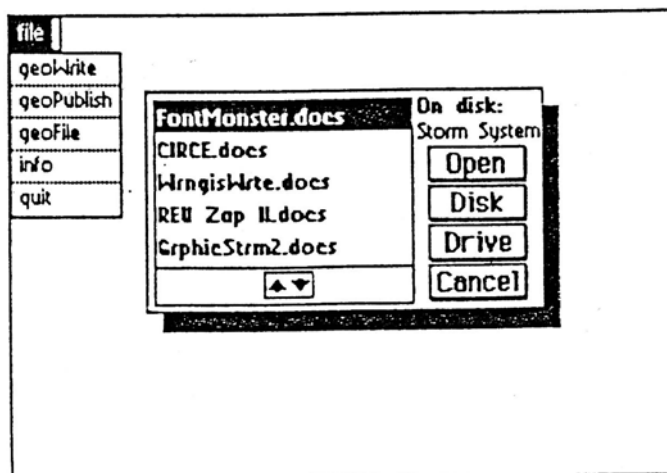 file
geoWrite
geoPublish
geoFile
info
quit
FontMonster.docs
CIRCE.docs
WrngisWrte.docs
REU Zap II.docs
GrphicStrm2.docs
On disk:
Storm System
Open
Disk
Drive
Cancel